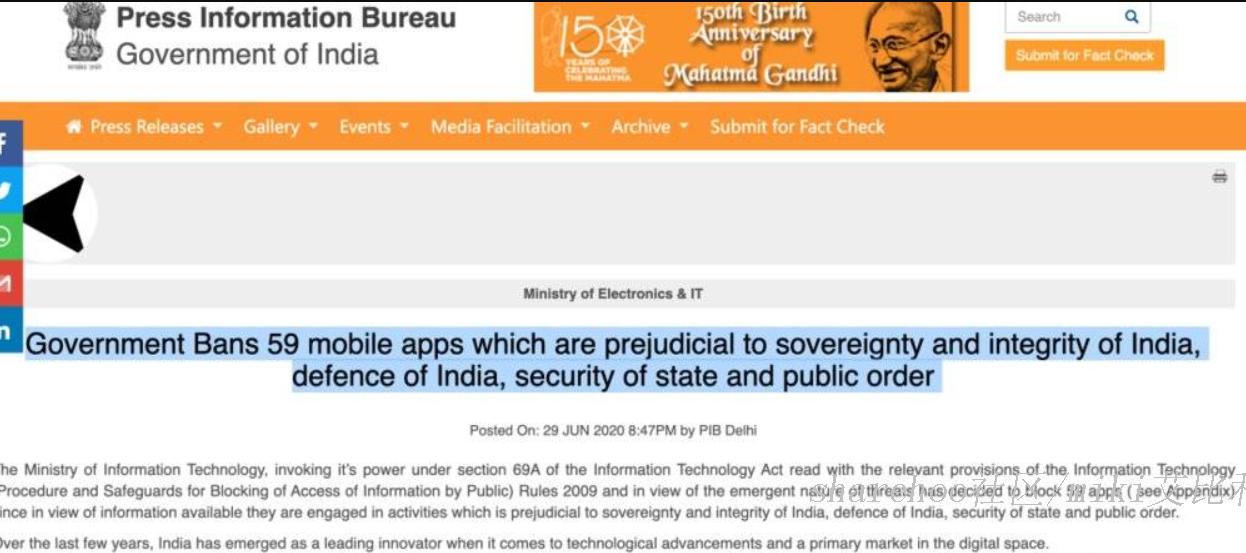 Press Information Bureau
Government of India
150 YEARS OF
CELEBRATING
THE MAHATMA
150th Birth
Anniversary
of
Mahatma Gandhi
Search
Submit for Fact Check
Press Releases Gallery Events Media Facilitation Archive Submit for Fact Check
Ministry of Electronics & IT
Government Bans 59 mobile apps which are prejudicial to sovereignty and integrity of India,
defence of India, security of state and public order
Posted On: 29 JUN 2020 8:47PM by PIB Delhi
he Ministry of Information Technology, invoking it's power under section 69A of the Information Technology Act read with the relevant provisions of the Information Technology
Procedure and Safeguards for Blocking of Access of Information by Public) Rules 2009 and in view of the emergent nature of threats has decided to block 59 apps ( see Appendix)
ince in view of information available they are engaged in activities which is prejudicial to sovereignty and integrity of India, defence of India, security of state and public order.
ver the last few years, India has emerged as a leading innovator when it comes to technological advancements and a primary market in the digital space.